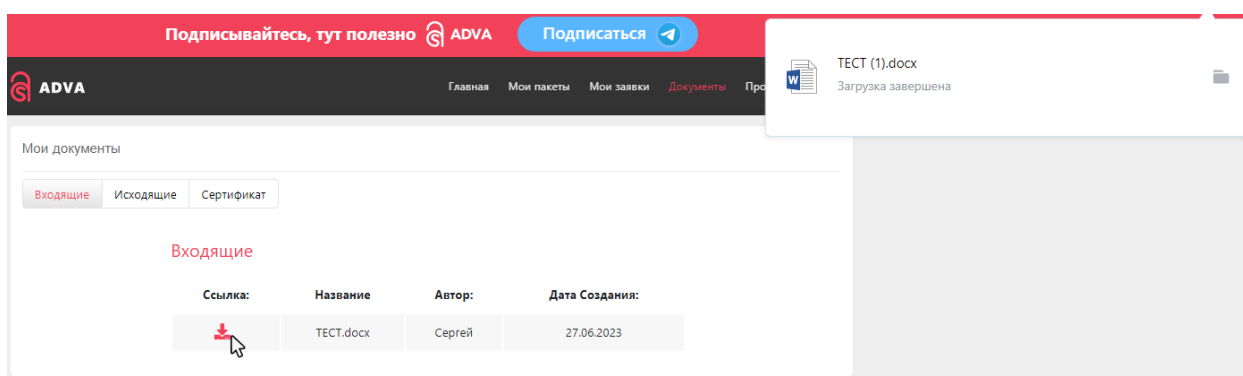 Подписывайтесь, тут полезно ADVA Подписаться
ТЕСТ (1).docx
Загрузка завершена
W
ADVA Главная Мои пакеты Мои заявки Документы Про
Мои документы
Входящие Исходящие Сертификат
Входящие
Ссылка: Название Автор: Дата Создания:
ТЕСТ.docx Сергей 27.06.2023